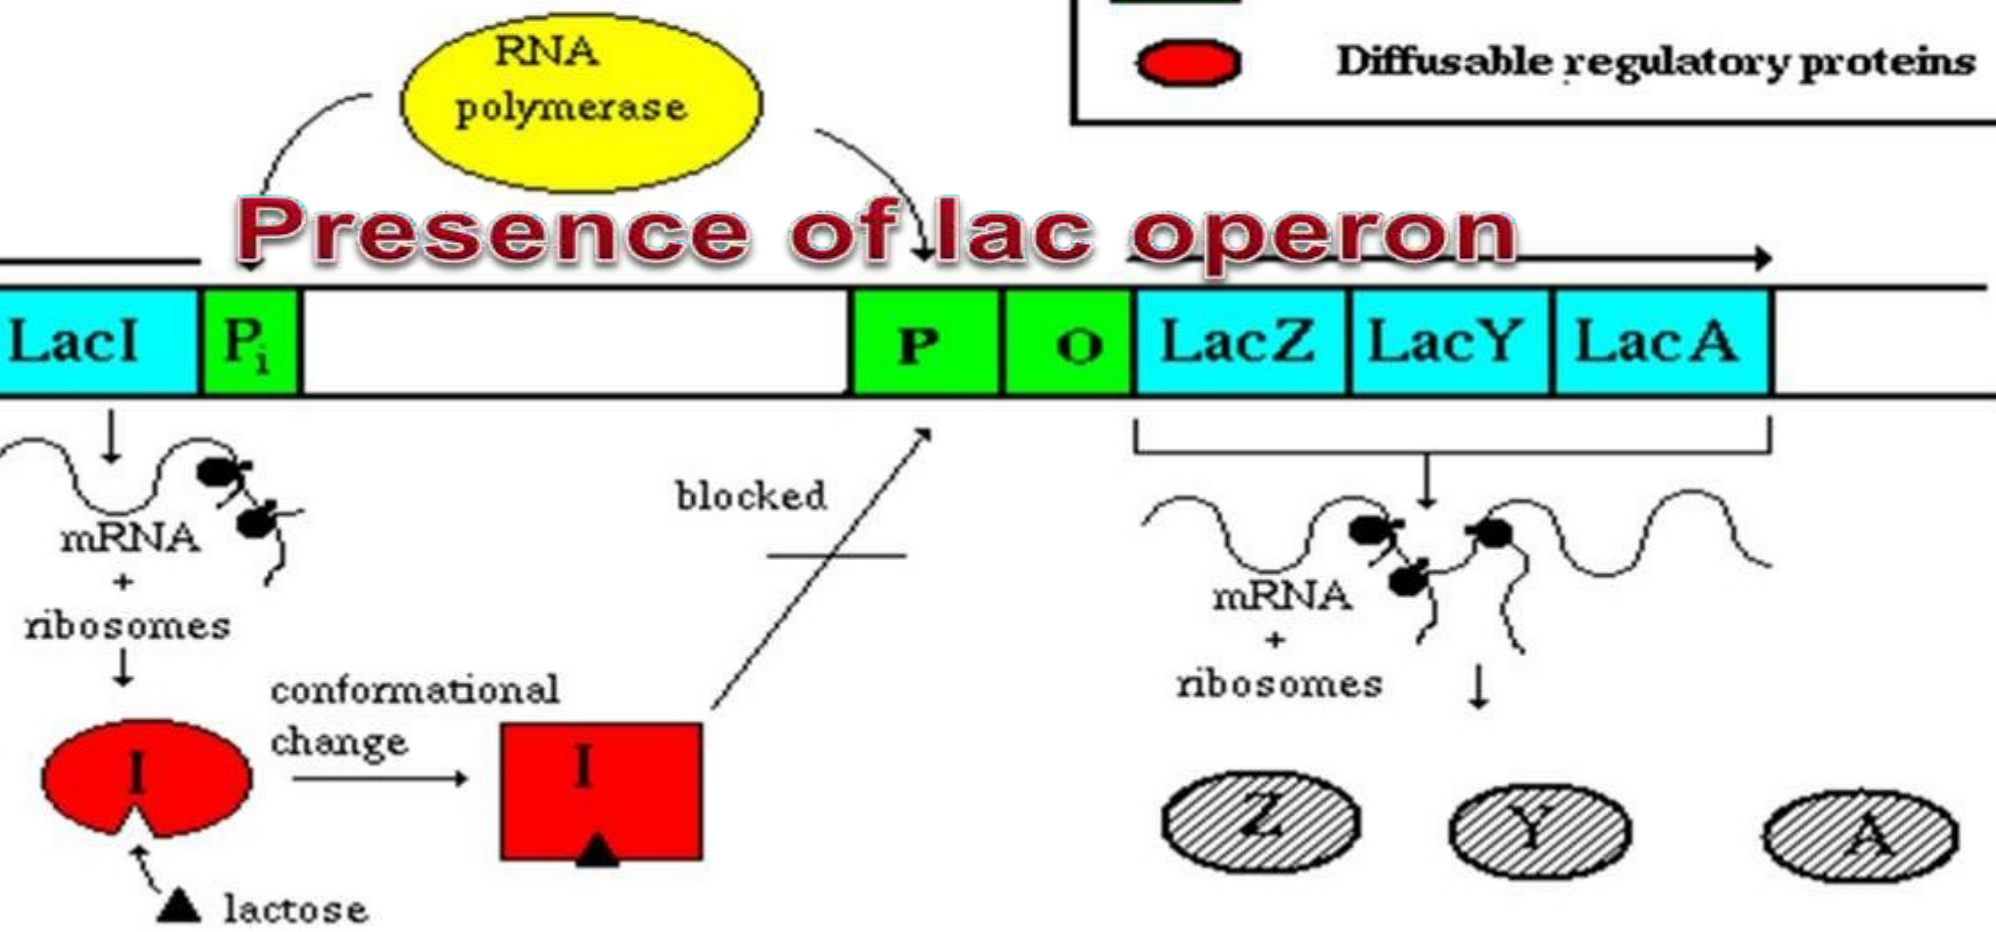 RNA
polymerase
Diffusable regulatory proteins
Presence of lac operon
LacI
Pi
P
O
LacZ
LacY
LacA
blocked
mRNA
+
ribosomes
mRNA
+
ribosomes
conformational
change
I
I
Z
Y
A
lactose